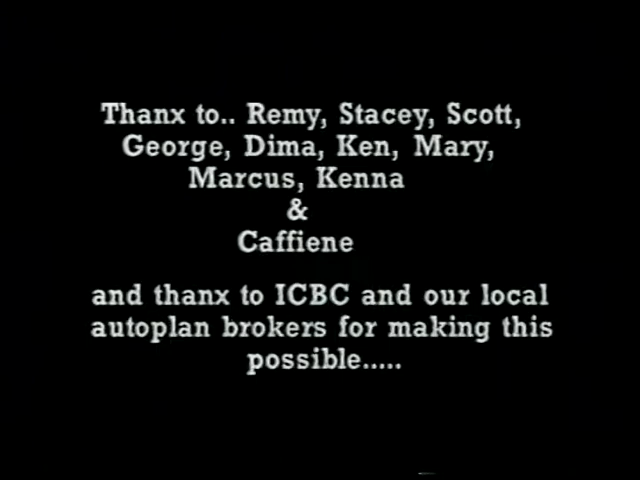 Thanx to.. Remy, Stacey, Scott,
George, Dima, Ken, Mary,
Marcus, Kenna
&
Caffiene
and thanx to ICBC and our local
autoplan brokers for making this
possible.....